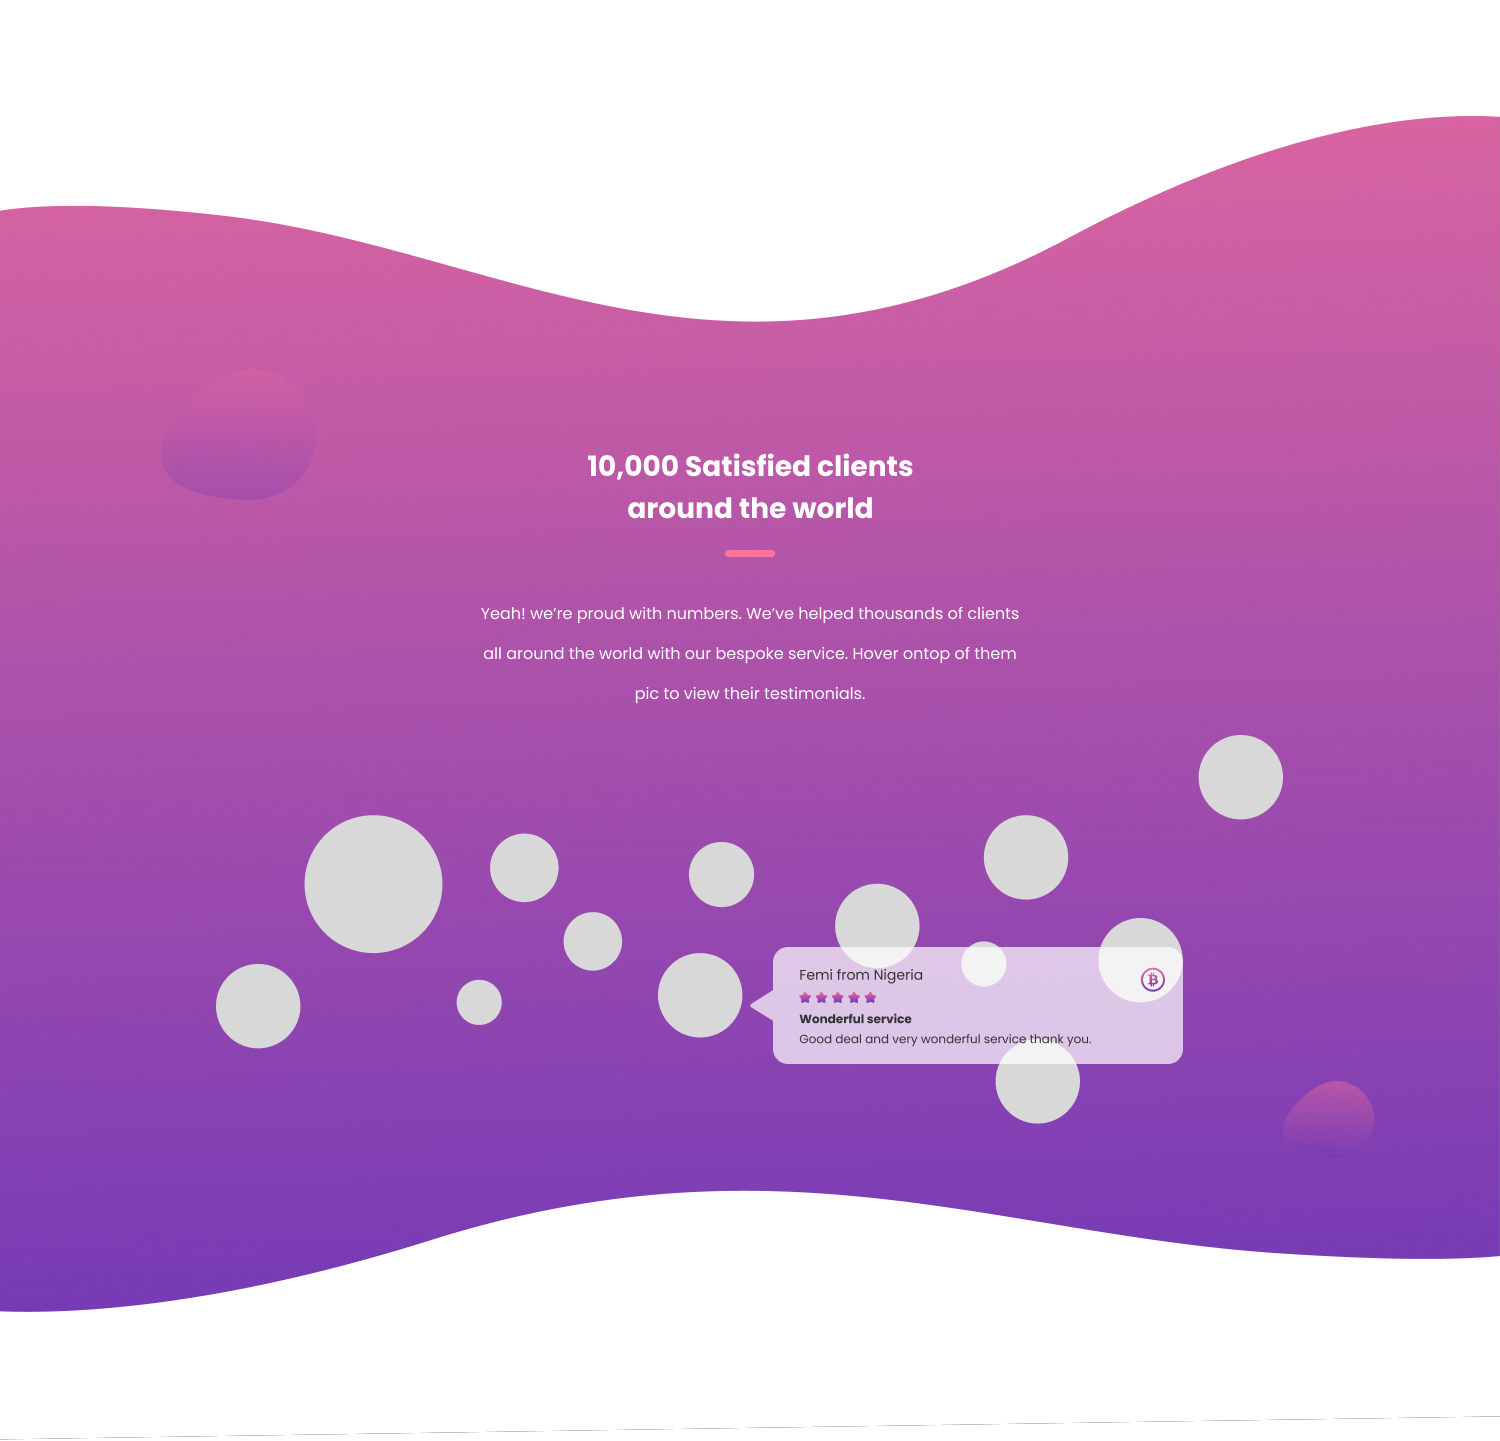 10,000 Satisfied clients
around the world
Yeah! we’re proud with numbers. We’ve helped thousands of clients
all around the world with our bespoke service. Hover ontop of them
pic to view their testimonials.
Femi from Nigeria
Wonderful service
Good deal and very wonderful service thank you.